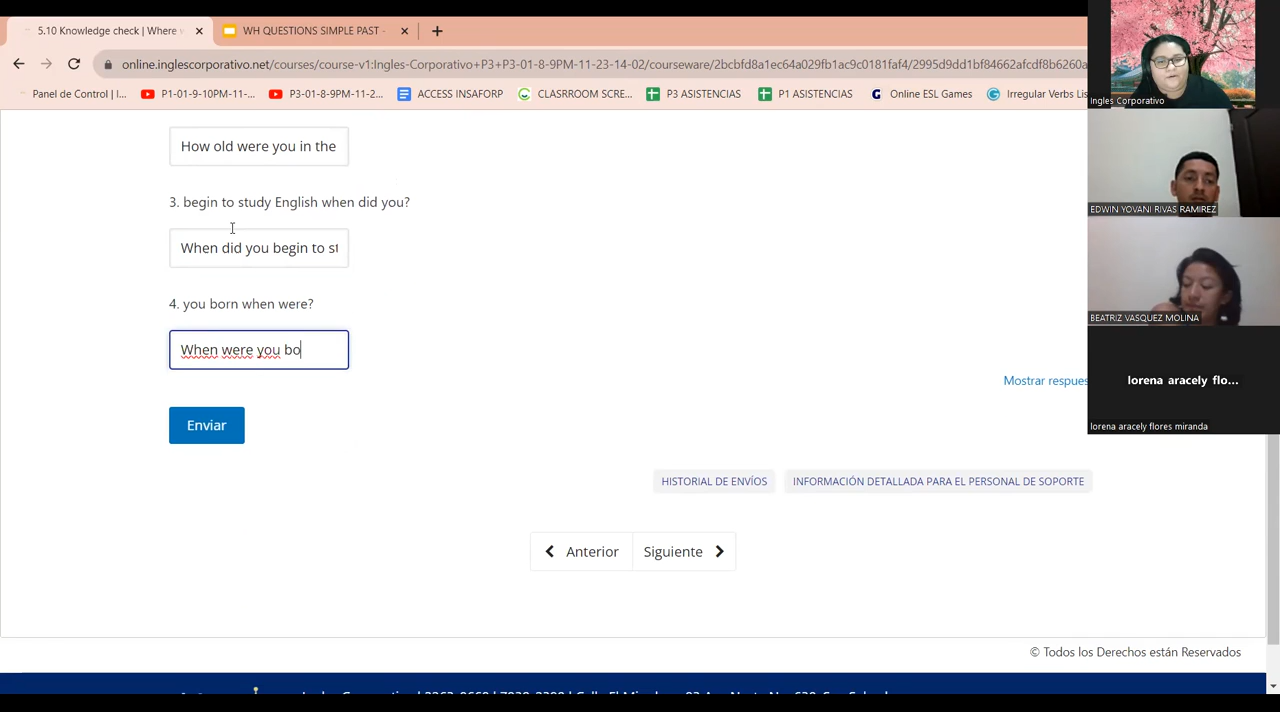 5.10 Knowledge check | Where
WH QUESTIONS SIMPLE PAST -
online.inglescorporativo.net/courses/course-v1:Ingles-Corporativo+P3+P3-01-8-9PM-11-23-14-02/courseware/2bcbfd8a1ec64a029fb1ac9c0181faf4/2995d9dd1bf84662afcdf8b6260a
Panel de Control | I...
P1-01-9-10PM-11-...
P3-01-8-9PM-11-2...
ACCESS INSAFORP
CLASRROOM SCRE...
P3 ASISTENCIAS
P1 ASISTENCIAS
Online ESL Games
Irregular Verbs Lis
Ingles Corporativo
How old were you in the
3. begin to study English when did you?
EDWIN YOVANI RIVAS RAMIREZ
When did you begin to st
4. you born when were?
BEATRIZ VASQUEZ MOLINA
When were you bo
Mostrar respues
lorena aracely flo...
Enviar
lorena aracely flores miranda
HISTORIAL DE ENVÍOS
INFORMACIÓN DETALLADA PARA EL PERSONAL DE SOPORTE
Anterior
Siguiente
© Todos los Derechos están Reservados